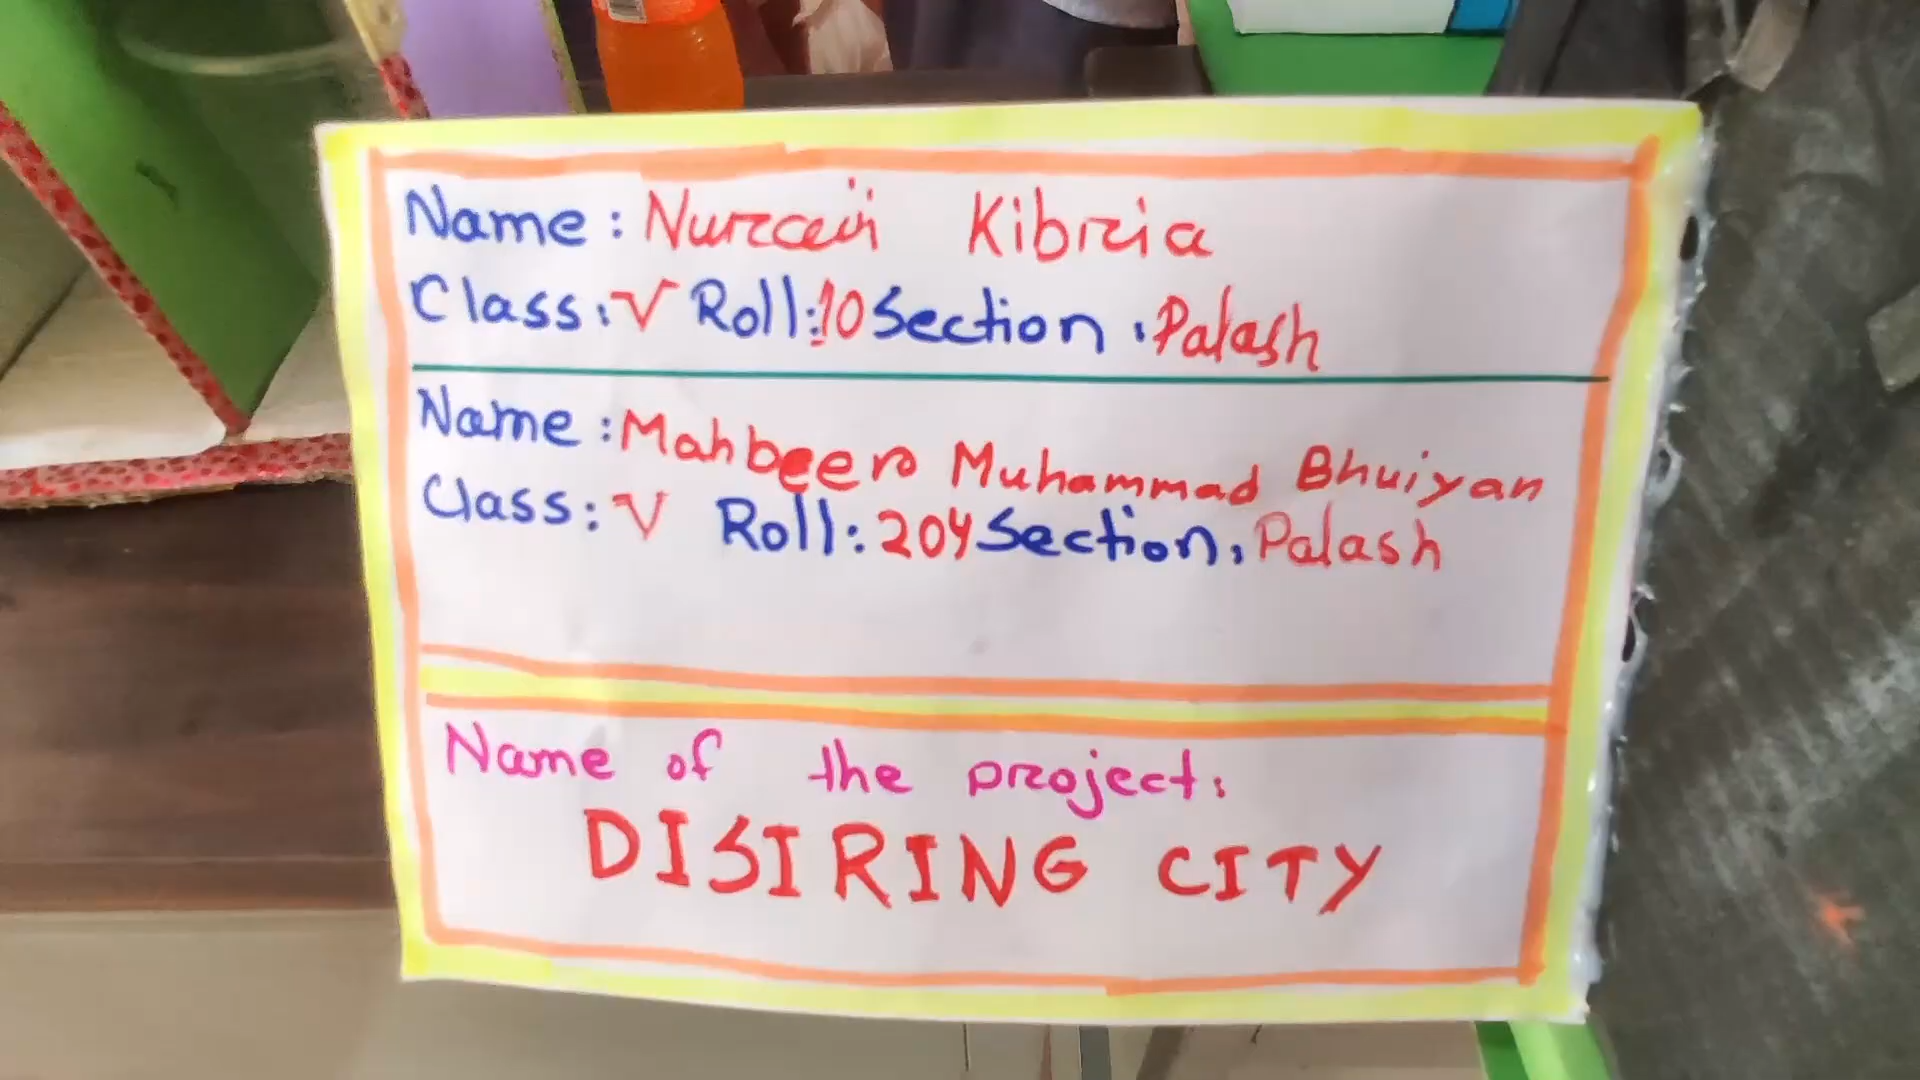 Name : Nurani Kibria
Class : V Roll : 10 Section : Palash
Name : Mahbeer Muhammad Bhuiyan
Class : V Roll : 204 Section : Palash
Name of the project :
DISIRING CITY